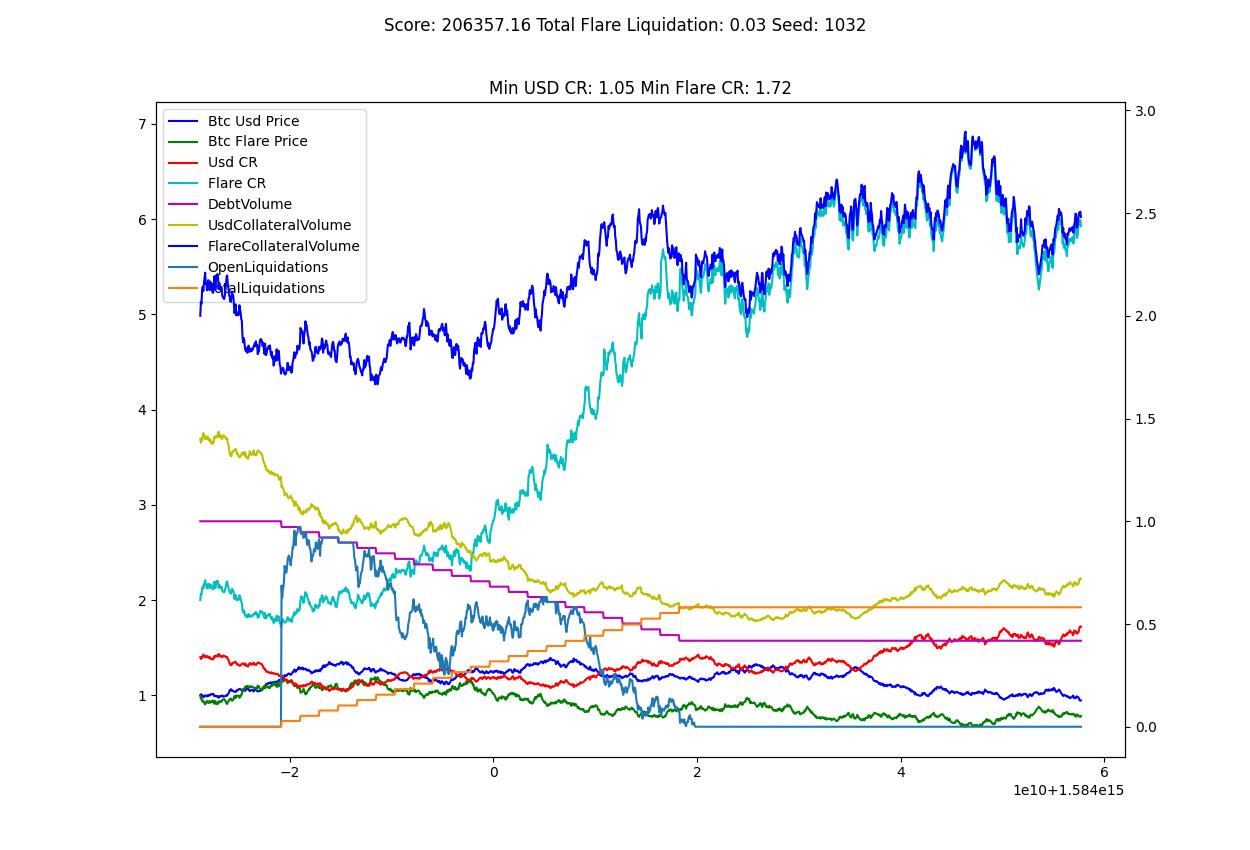 Score: 206357.16 Total Flare Liquidation: 0.03 Seed: 1032
Min USD CR: 1.05 Min Flare CR: 1.72
7
6
5
4
3
2
1
3.0
2.5
2.0
1.5
1.0
0.5
0.0
Btc Usd Price
Btc Flare Price
Usd CR
Flare CR
DebtVolume
UsdCollateralVolume
FlareCollateralVolume
OpenLiquidations
TotalLiquidations
−2 0 2 4 6
1e10+1.584e15